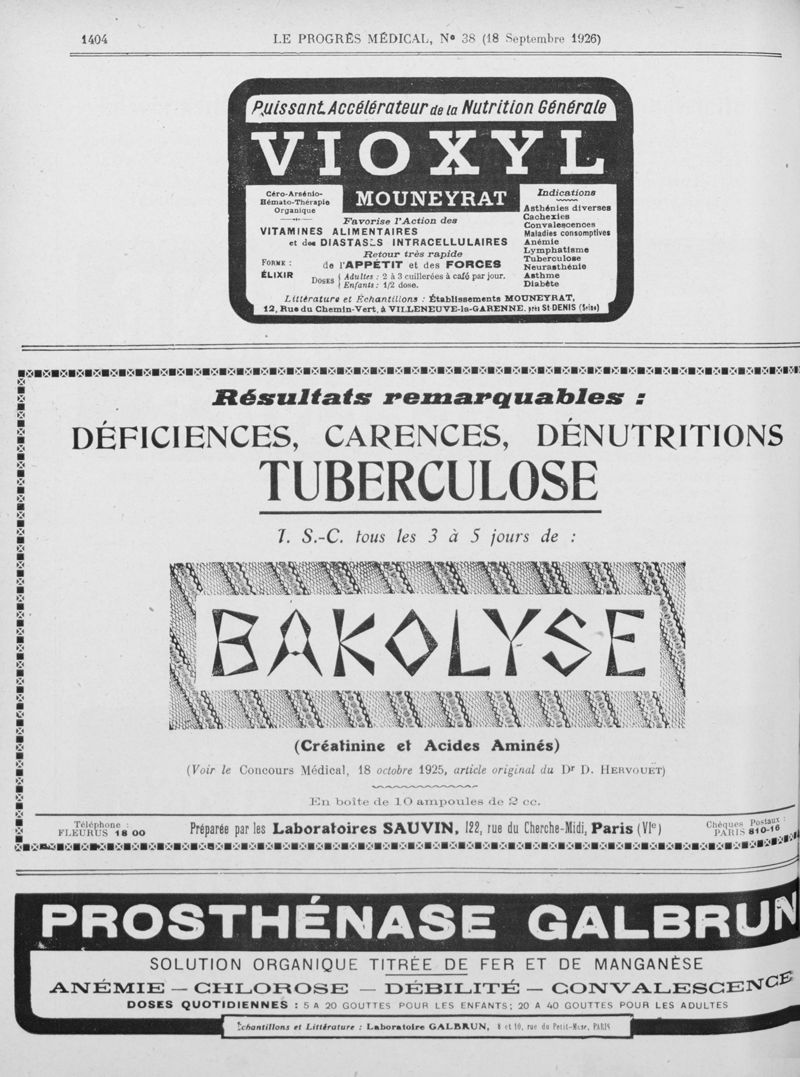 1404
LE PROGRÈS MÉDICAL, Nº 38 (18 Septembre 1926)
Puissant Accélérateur de la Nutrition Générale
VIOXYL
Céro-Arsénio-
Hémato-Thérapie
Organique
MOUNEYRAT
Favorise l'Action des
VITAMINES ALIMENTAIRES
et des DIASTASES INTRACELLULAIRES
Retour très rapide
de l'APPÉTIT et des FORCES
FORME :
ÉLIXIR
DOSES { Adultes : 2 à 3 cuillerées à café par jour.
Enfants : 1/2 dose.
Indications
Asthénies diverses
Cachexies
Convalescences
Maladies consomptives
Anémie
Lymphatisme
Tuberculose
Neurasthénie
Asthme
Diabète
Littérature et Échantillons : Établissements MOUNEYRAT,
12, Rue du Chemin-Vert, à VILLENEUVE-la-GARENNE, près St-DENIS (Seine)
Résultats remarquables :
DÉFICIENCES, CARENCES, DÉNUTRITIONS
TUBERCULOSE
I. S.-C. tous les 3 à 5 jours de :
BAKOLYSE
(Créatinine et Acides Aminés)
(Voir le Concours Médical, 18 octobre 1925, article original du Dr D. HERVOUËT)
En boîte de 10 ampoules de 2 cc.
Téléphone :
FLEURUS 18 00
Préparée par les Laboratoires SAUVIN, 122, rue du Cherche-Midi, Paris (VIe)
Chèques Postaux :
PARIS 810-16
PROSTHÉNASE GALBRUN
SOLUTION ORGANIQUE TITRÉE DE FER ET DE MANGANÈSE
ANÉMIE — CHLOROSE — DÉBILITÉ — CONVALESCENCE
DOSES QUOTIDIENNES : 5 A 20 GOUTTES POUR LES ENFANTS; 20 A 40 GOUTTES POUR LES ADULTES
Échantillons et Littérature : Laboratoire GALBRUN, 8 et 10, rue du Petit-Musc, PARIS